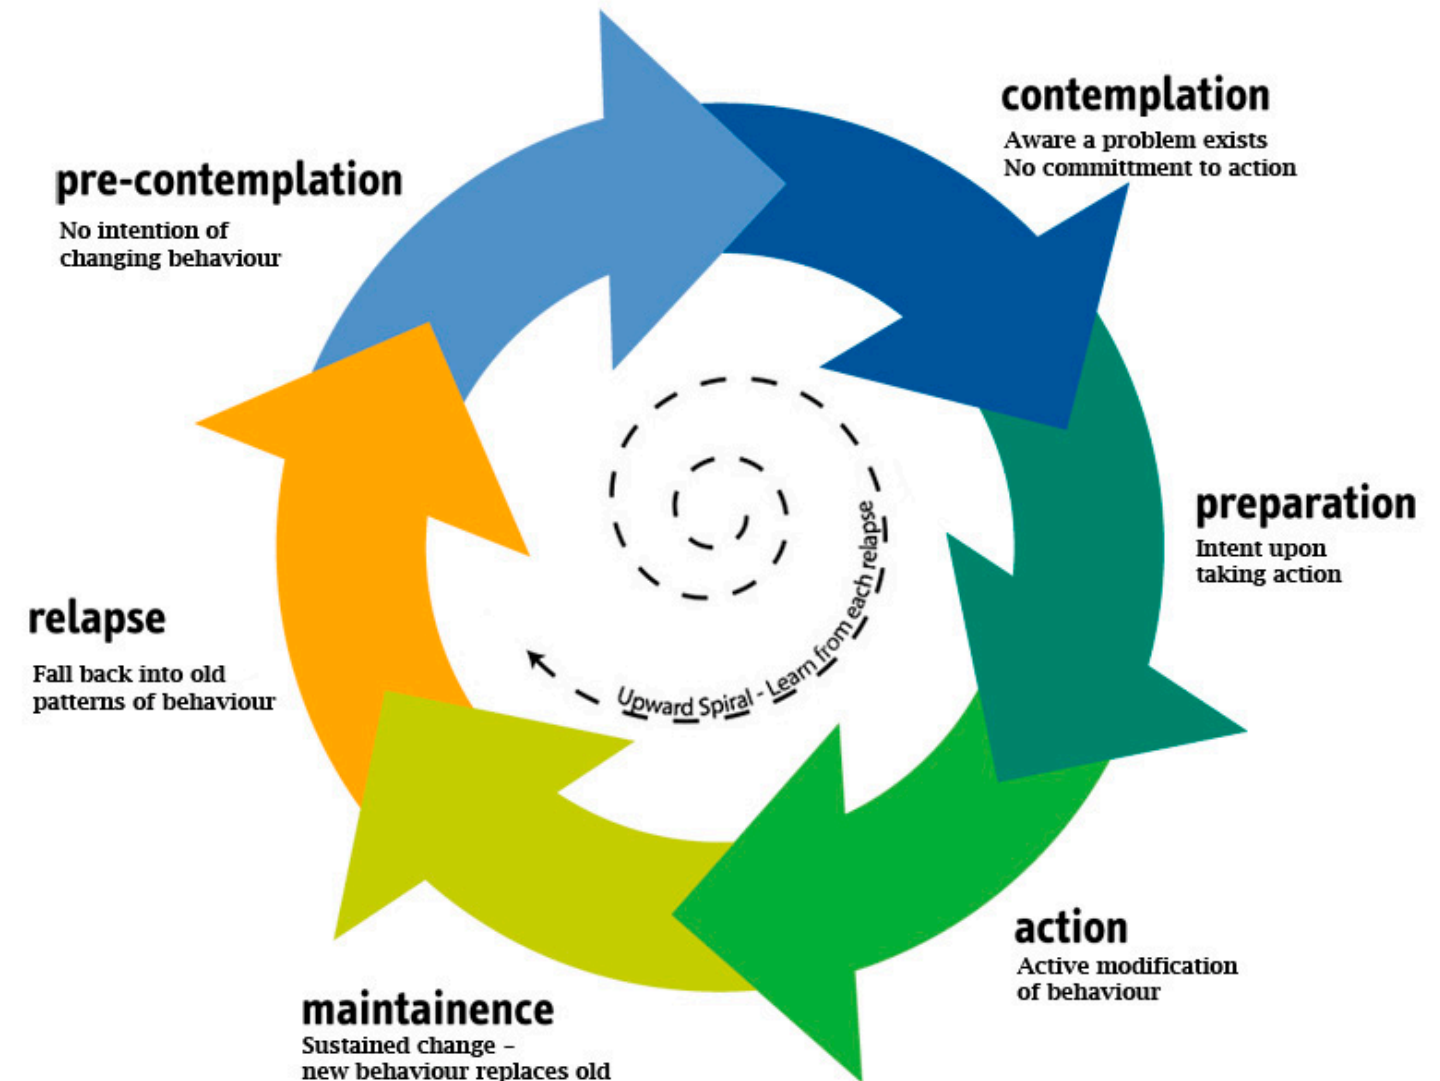 contemplation
Aware a problem exists
No committment to action
pre-contemplation
No intention of
changing behaviour
preparation
Intent upon
taking action
Upward Spiral - Learn from each relapse
relapse
Fall back into old
patterns of behaviour
action
Active modification
of behaviour
maintainence
Sustained change –
new behaviour replaces old